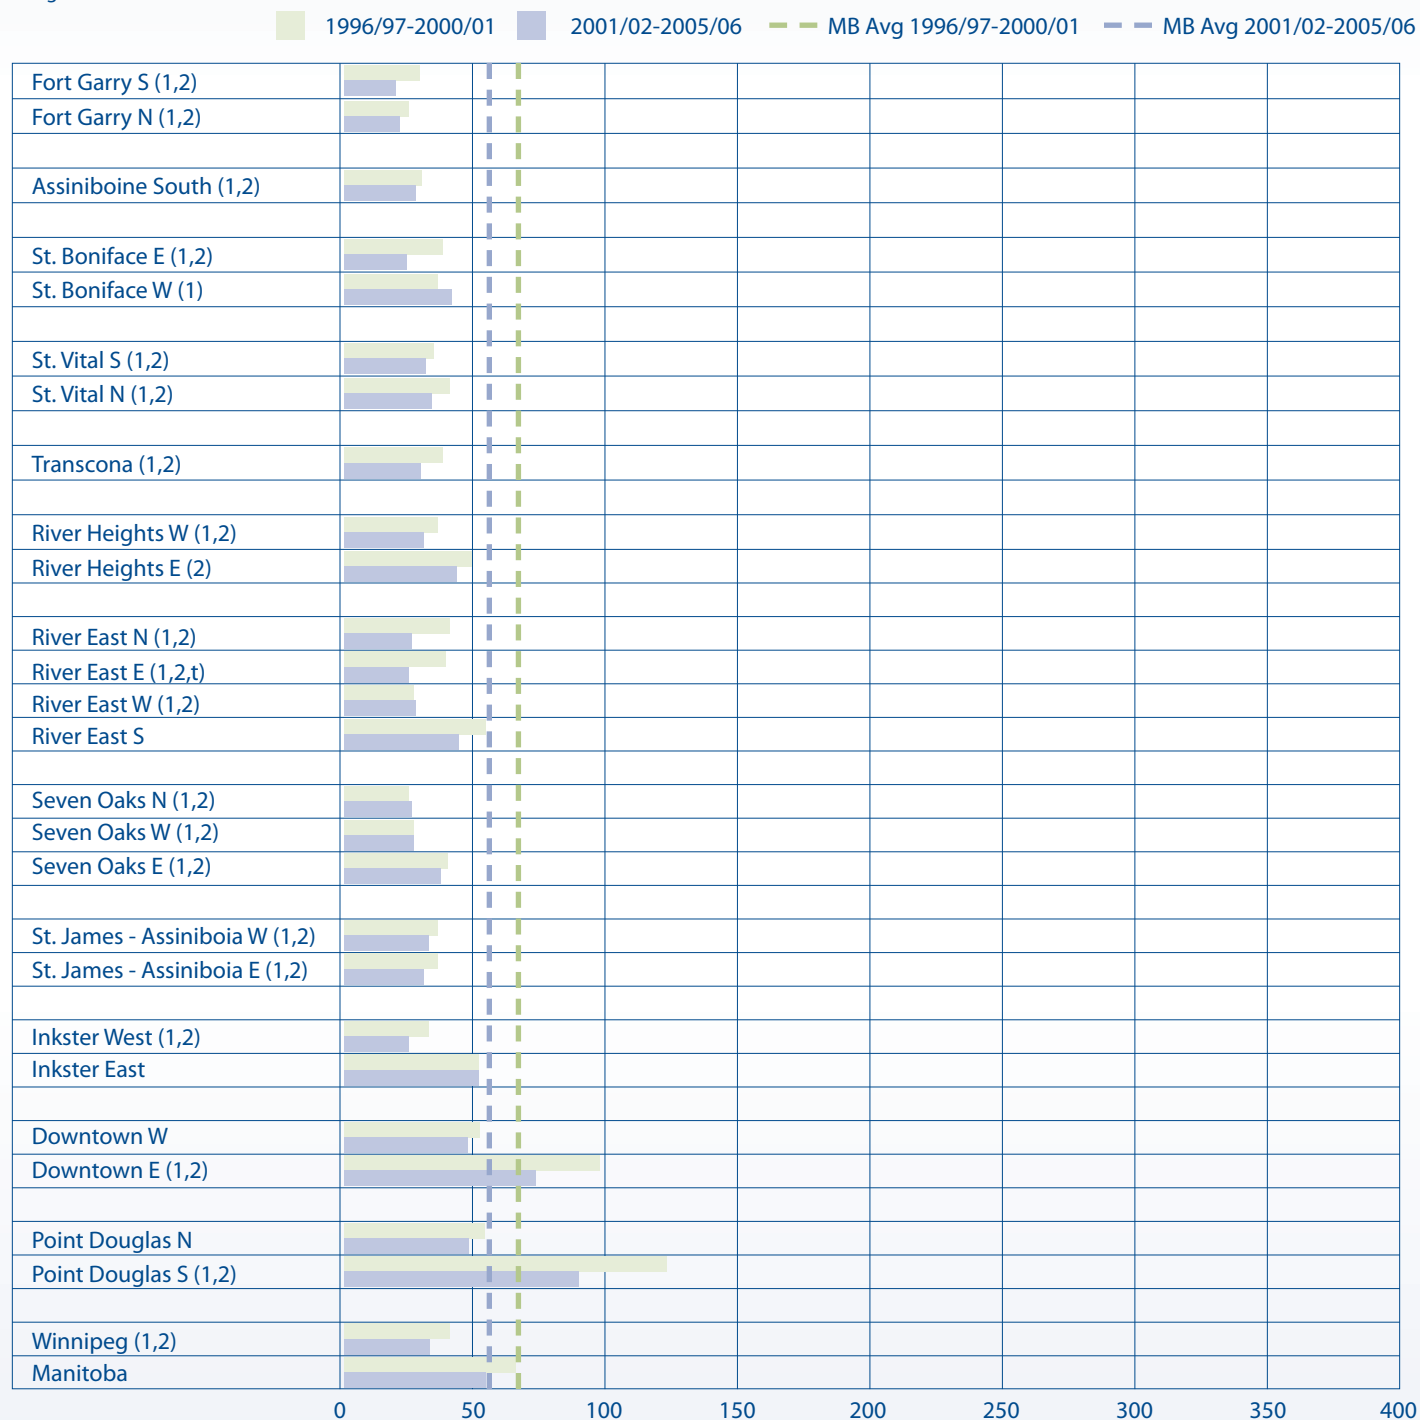 1996/97-2000/01 2001/02-2005/06 MB Avg 1996/97-2000/01 MB Avg 2001/02-2005/06
Fort Garry S (1,2)
Fort Garry N (1,2)
Assiniboine South (1,2)
St. Boniface E (1,2)
St. Boniface W (1)
St. Vital S (1,2)
St. Vital N (1,2)
Transcona (1,2)
River Heights W (1,2)
River Heights E (2)
River East N (1,2)
River East E (1,2,t)
River East W (1,2)
River East S
Seven Oaks N (1,2)
Seven Oaks W (1,2)
Seven Oaks E (1,2)
St. James - Assiniboia W (1,2)
St. James - Assiniboia E (1,2)
Inkster West (1,2)
Inkster East
Downtown W
Downtown E (1,2)
Point Douglas N
Point Douglas S (1,2)
Winnipeg (1,2)
Manitoba
0 50 100 150 200 250 300 350 400